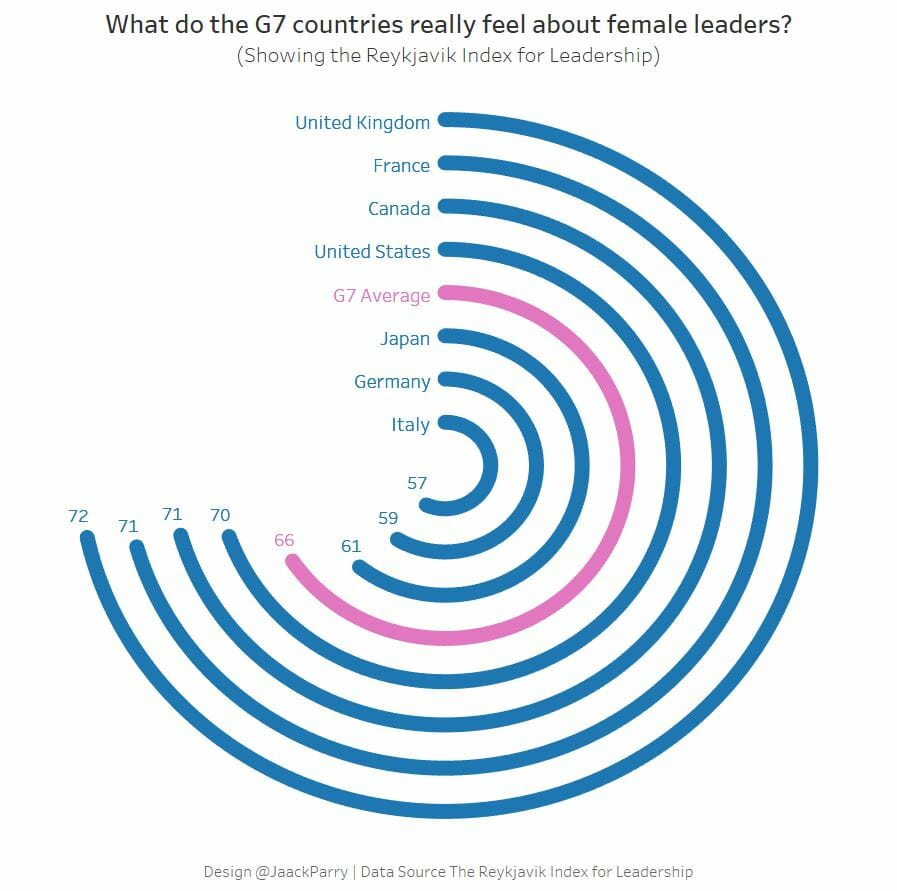 What do the G7 countries really feel about female leaders?
(Showing the Reykjavik Index for Leadership)
United Kingdom
France
Canada
United States
G7 Average
Japan
Germany
Italy
57
72
71
71
70
59
66
61
Design @JaackParry | Data Source The Reykjavik Index for Leadership